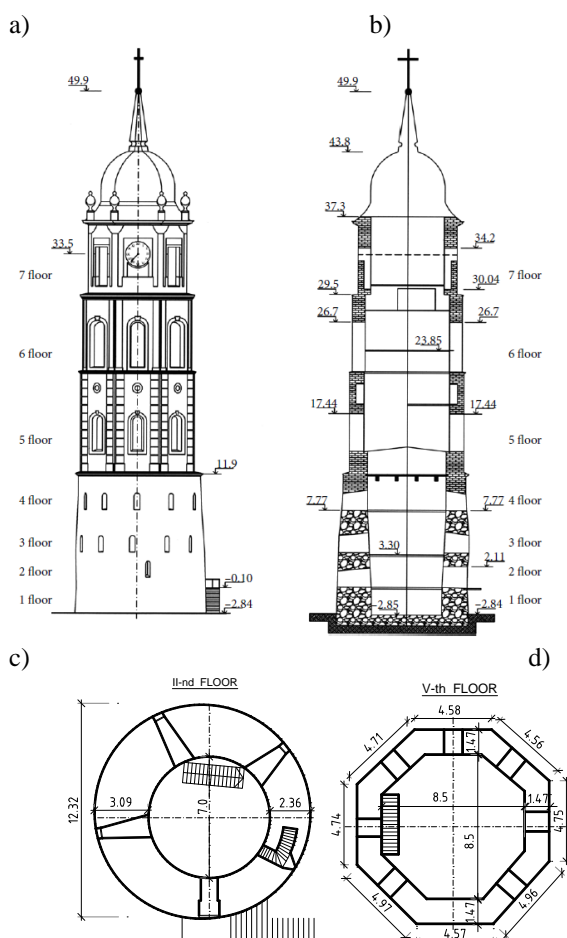 a)
b)
49.9
33.5
7 floor
6 floor
5 floor
11.9
4 floor
3 floor
2 floor
−0.10
1 floor
−2.84
49.9
43.8
37.3
34.2
7 floor
30.04
29.5
26.7
26.7
6 floor
23.85
17.44
17.44
5 floor
4 floor
7.77
7.77
3 floor
3.30
2.11
2 floor
1 floor
−2.85
−2.84
c)
d)
II-nd FLOOR
12.32
3.09
7.0
2.36
V-th FLOOR
4.58
4.71
1.47
4.56
8.5
1.47
4.74
4.75
8.5
4.97
1.47
4.96
4.57